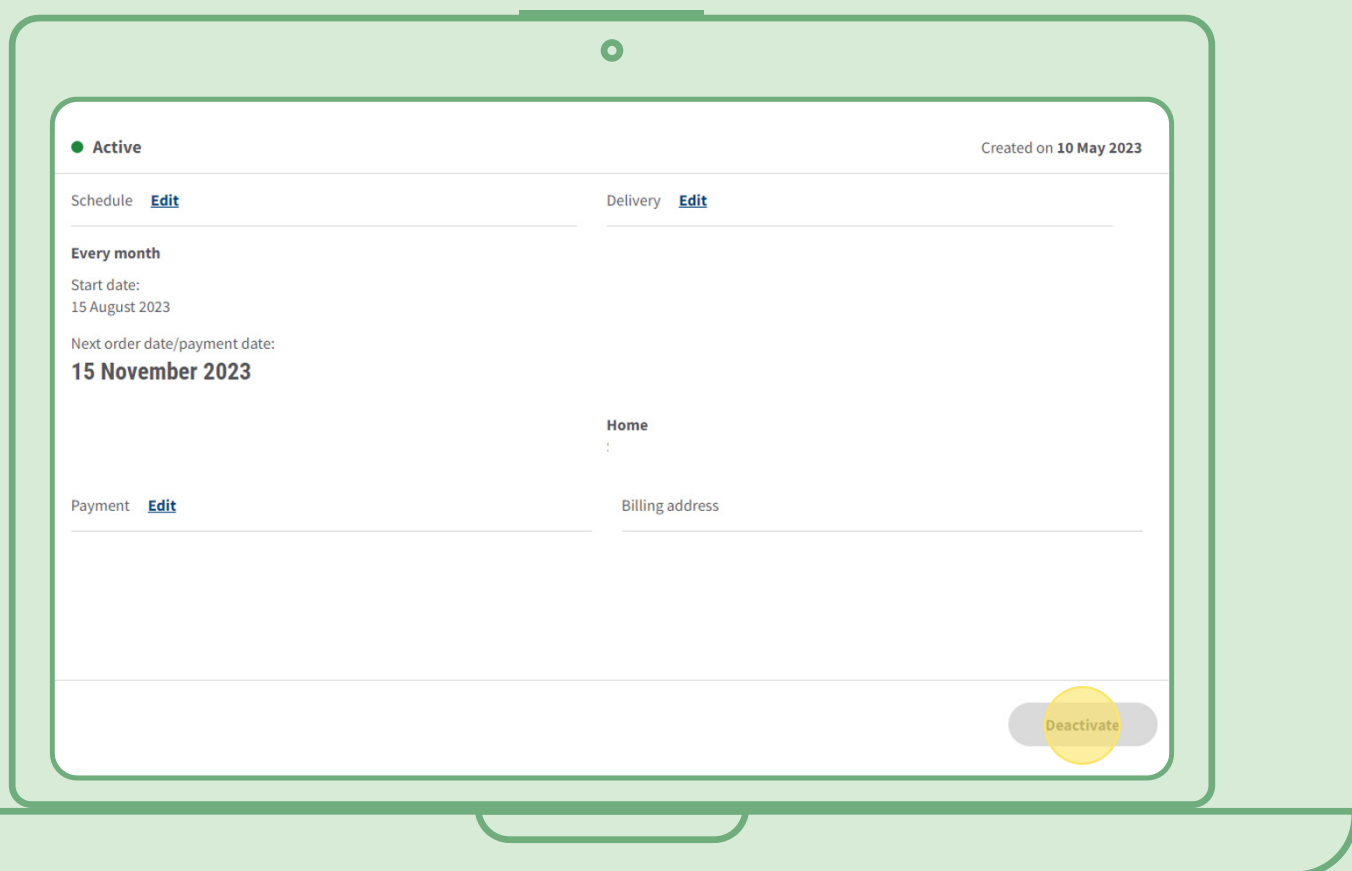 Active
Created on 10 May 2023
Schedule Edit
Delivery Edit
Every month
Start date:
15 August 2023
Next order date/payment date:
15 November 2023
Home
:
Payment Edit
Billing address
Deactivate